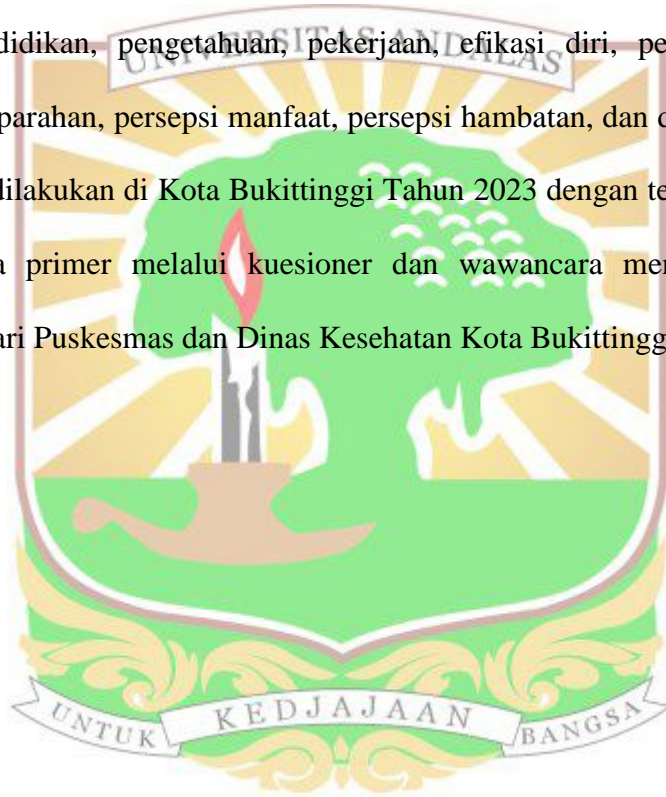 didikan, pengetahuan, pekerjaan, efikasi diri, pe
UNIVERSITAS ANDALAS
parahan, persepsi manfaat, persepsi hambatan, dan d
dilakukan di Kota Bukittinggi Tahun 2023 dengan te
a primer melalui kuesioner dan wawancara men
ari Puskesmas dan Dinas Kesehatan Kota Bukittingg
UNTUK KEDJAJAAN BANGSA